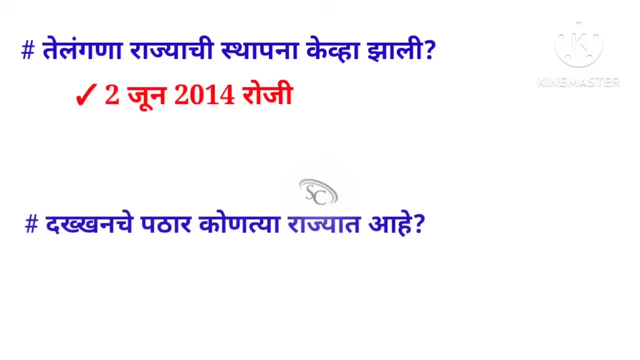 # तेलंगणा राज्याची स्थापना केव्हा झाली?
✓ 2 जून 2014 रोजी
KINEMASTER
SC
# दख्खनचे पठार कोणत्या राज्यात आहे?